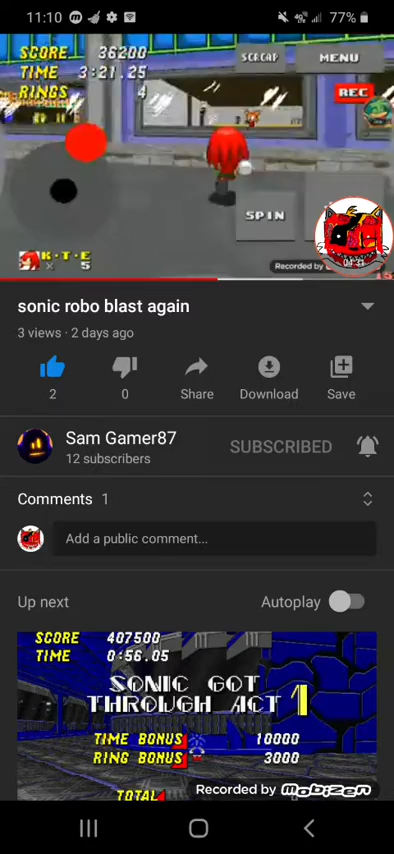 11:10
77%
SCORE 36200
TIME 3:21.25
RINGS 4
SCRCAP
MENU
REC
SPIN
K.T.E
× 5
Recorded by
sonic robo blast again
3 views · 2 days ago
2
0
Share
Download
Save
Sam Gamer87
12 subscribers
SUBSCRIBED
Comments 1
Add a public comment...
Up next
Autoplay
SCORE 407500
TIME 0:56.05
SONIC GOT
THROUGH ACT 1
TIME BONUS 10000
RING BONUS 3000
TOTAL
Recorded by mobizen